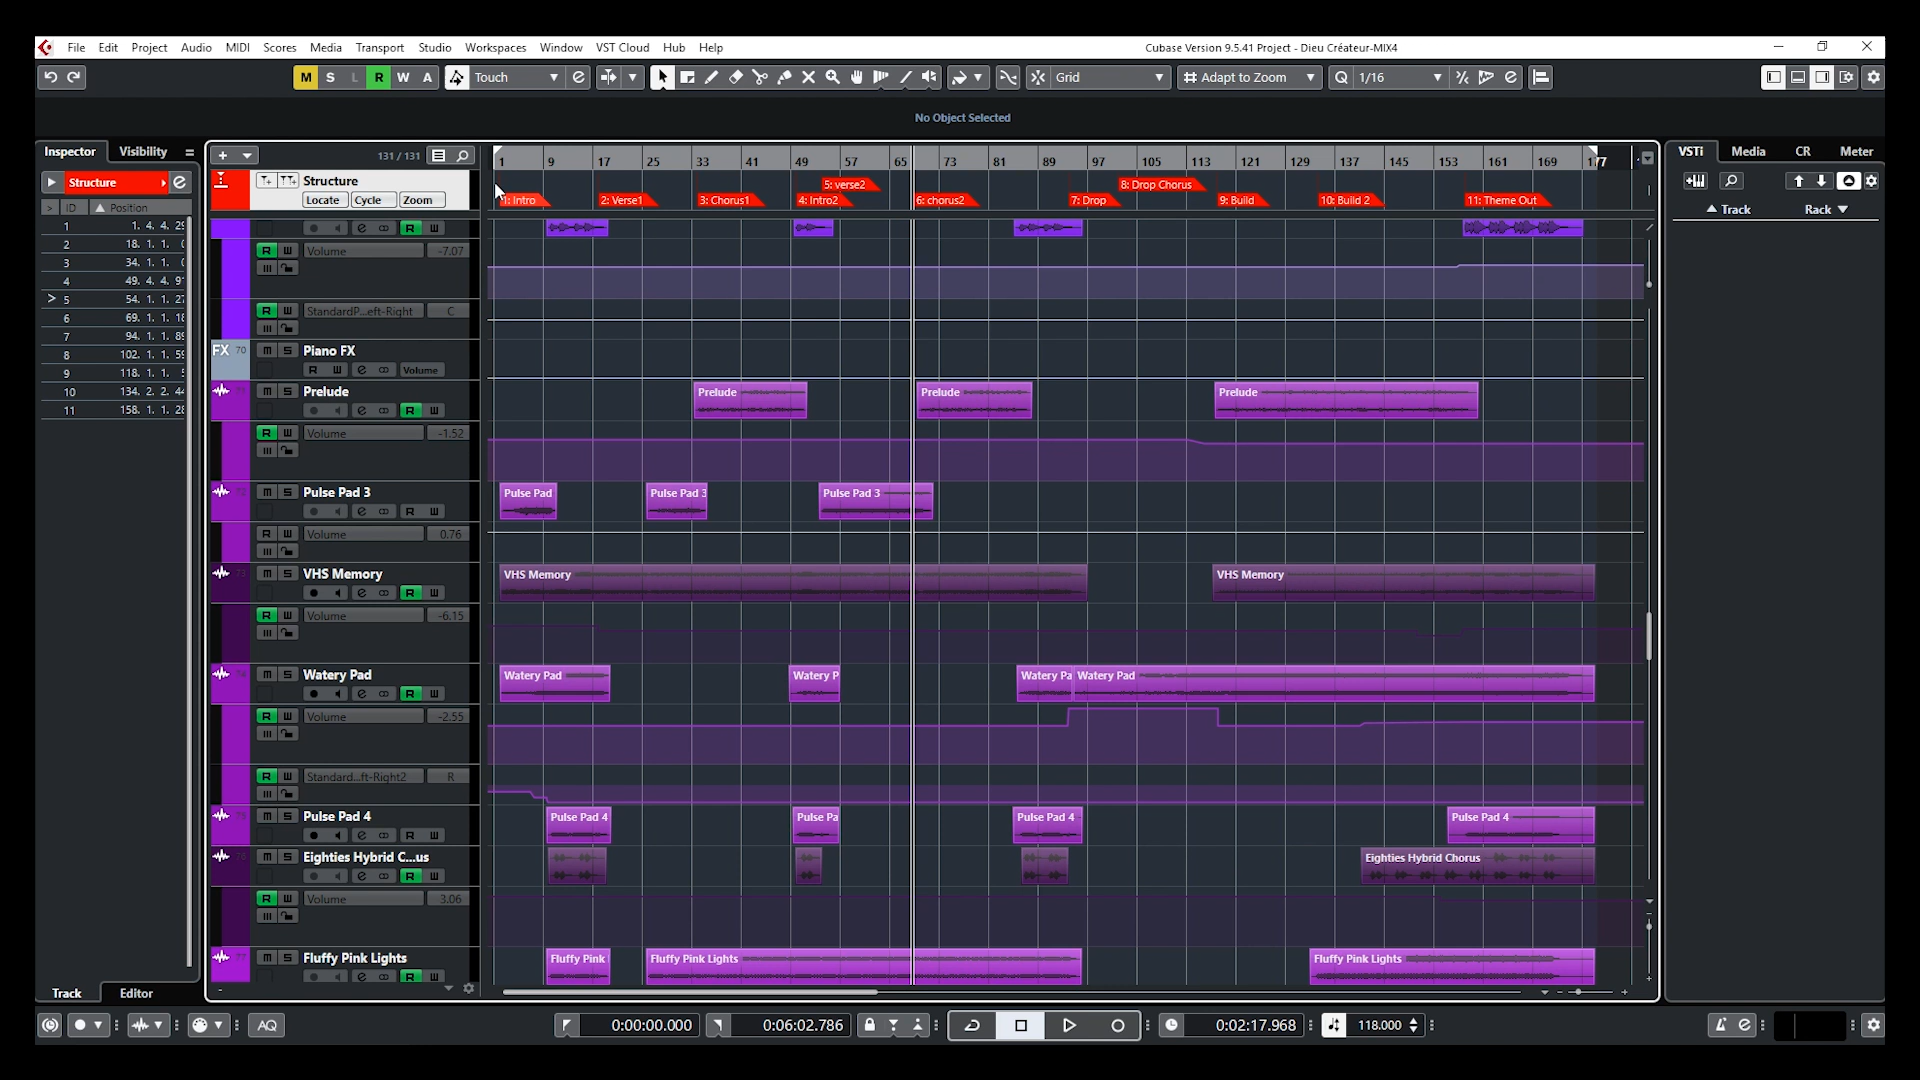 File Edit Project Audio MIDI Scores Media Transport Studio Workspaces Window VST Cloud Hub Help
Cubase Version 9.5.41 Project - Dieu Créateur-MIX4
M S L R W A Touch Grid Adapt to Zoom Q 1/16
No Object Selected
Inspector Visibility
131 / 131
1 9 17 25 33 41 49 57 65 73 81 89 97 105 113 121 129 137 145 153 161 169 177
VSTi Media CR Meter
Structure
Structure
Locate Cycle Zoom
5: verse2 8: Drop Chorus
1: Intro 2: Verse1 3: Chorus1 4: Intro2 6: chorus2 7: Drop 9: Build 10: Build 2 11: Theme Out
Track Rack
ID Position
1 1. 4. 4. 29
2 18. 1. 1.
3 34. 1. 1.
4 49. 4. 4. 9
5 54. 1. 1. 27
6 69. 1. 1. 18
7 94. 1. 1. 89
8 102. 1. 1. 59
9 118. 1. 1.
10 134. 2. 2. 44
11 158. 1. 1. 28
R Volume -7.07
R StandardP...eft-Right C
FX 70 m S Piano FX
R Volume
m S Prelude
Prelude Prelude Prelude
R
R Volume -1.52
m S Pulse Pad 3
Pulse Pad Pulse Pad 3 Pulse Pad 3
R
R Volume 0.76
m S VHS Memory
VHS Memory VHS Memory
R
R Volume -6.15
m S Watery Pad
Watery Pad Watery P Watery Pa Watery Pad
R
R Volume -2.55
R Standard...ft-Right2 R
m S Pulse Pad 4
Pulse Pad 4 Pulse Pa Pulse Pad 4 Pulse Pad 4
R
m S Eighties Hybrid C...us
Eighties Hybrid Chorus
R
R Volume 3.06
m S Fluffy Pink Lights
Fluffy Pink Fluffy Pink Lights Fluffy Pink Lights
R
Track Editor
AQ 0:00:00.000 0:06:02.786 0:02:17.968 118.000